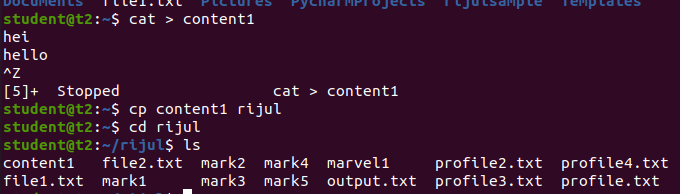 Documents file1.txt Pictures PycharmProjects rijulsample Templates
student@t2:~$ cat > content1
hei
hello
^Z
[5]+  Stopped                 cat > content1
student@t2:~$ cp content1 rijul
student@t2:~$ cd rijul
student@t2:~/rijul$ ls
content1   file2.txt  mark2  mark4  marvel1     profile2.txt  profile4.txt
file1.txt  mark1      mark3  mark5  output.txt  profile3.txt  profile.txt